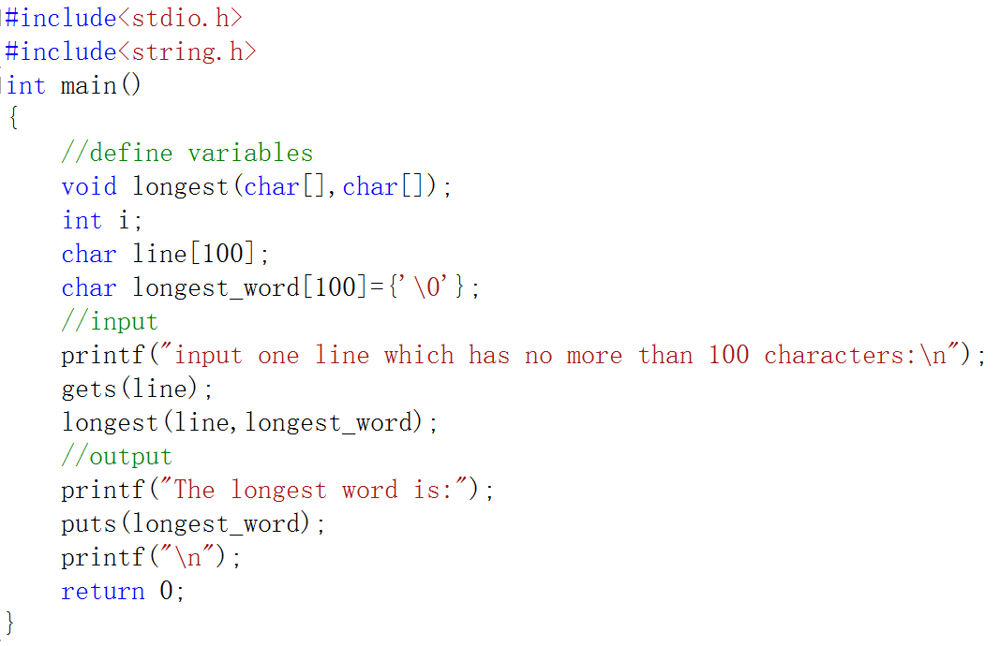 #include<stdio.h>
#include<string.h>
int main()
{
    //define variables
    void longest(char[],char[]);
    int i;
    char line[100];
    char longest_word[100]={'\0'};
    //input
    printf("input one line which has no more than 100 characters:\n");
    gets(line);
    longest(line,longest_word);
    //output
    printf("The longest word is:");
    puts(longest_word);
    printf("\n");
    return 0;
}